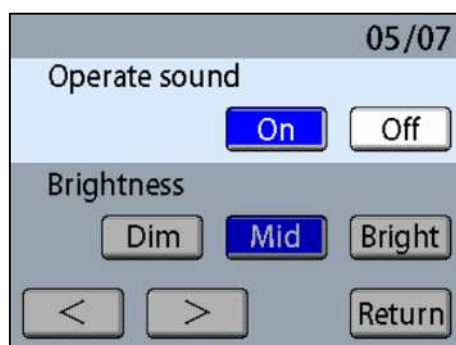 05/07
Operate sound
On Off
Brightness
Dim Mid Bright
< > Return